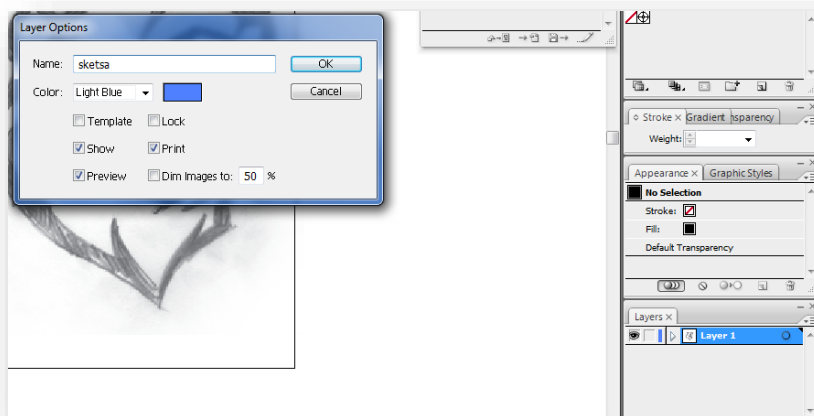 Layer Options
Name: sketsa
OK
Color: Light Blue
Cancel
Template Lock
Show Print
Preview Dim Images to: 50 %
Stroke × Gradient nsparency
Weight:
Appearance × Graphic Styles
No Selection
Stroke:
Fill:
Default Transparency
Layers ×
Layer 1